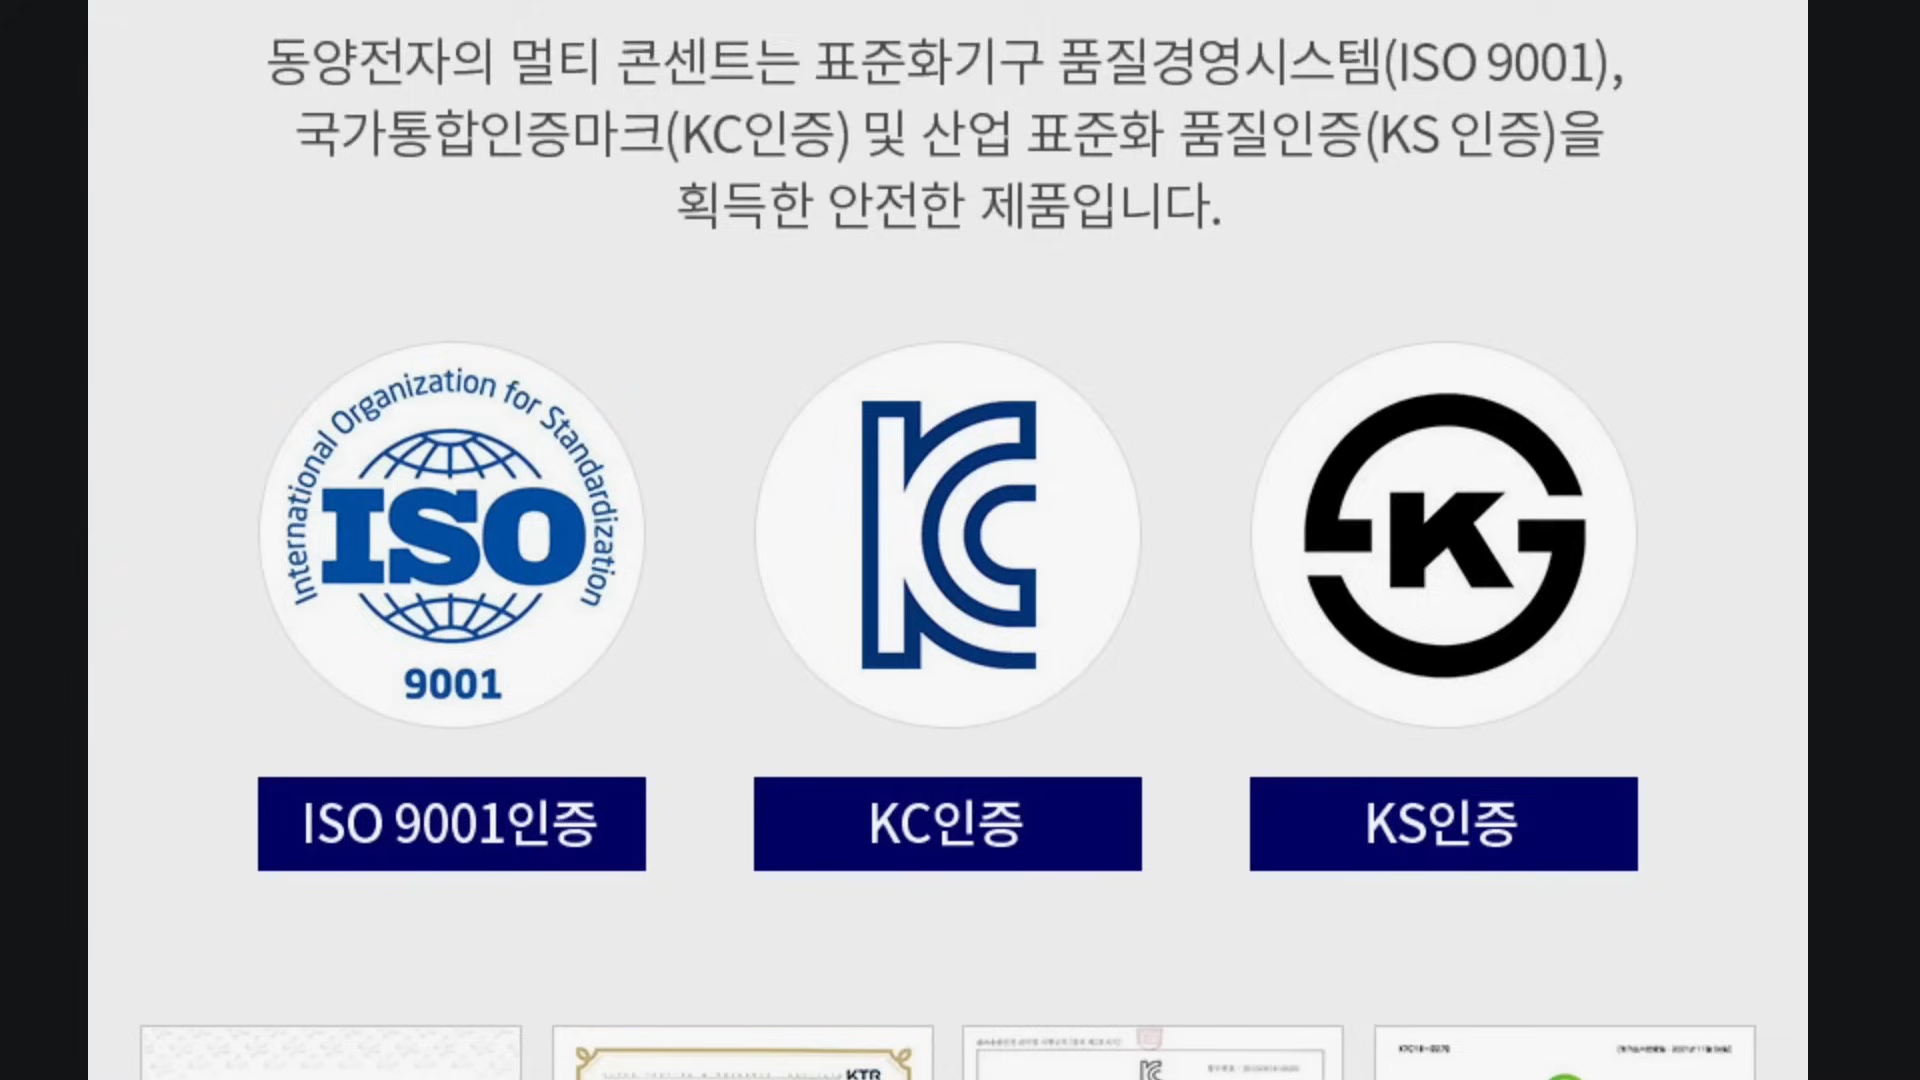 동양전자의 멀티 콘센트는 표준화기구 품질경영시스템(ISO 9001),
국가통합인증마크(KC인증) 및 산업 표준화 품질인증(KS 인증)을
획득한 안전한 제품입니다.
International Organization for Standardization
ISO
9001
K
ISO 9001인증
KC인증
KS인증
KTR